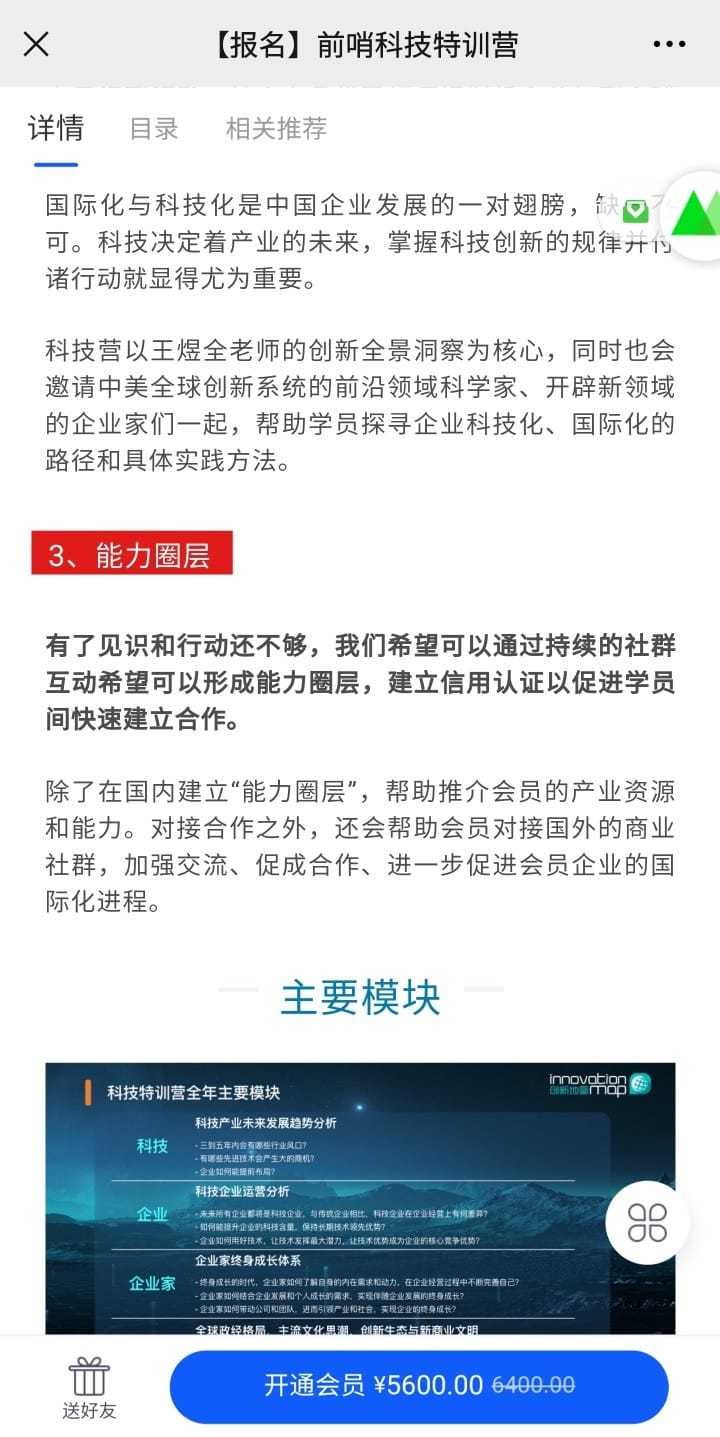 【报名】前哨科技特训营
详情 目录 相关推荐
国际化与科技化是中国企业发展的一对翅膀，缺一不
可。科技决定着产业的未来，掌握科技创新的规律并付
诸行动就显得尤为重要。
科技营以王煜全老师的创新全景洞察为核心，同时也会
邀请中美全球创新系统的前沿领域科学家、开辟新领域
的企业家们一起，帮助学员探寻企业科技化、国际化的
路径和具体实践方法。
3、能力圈层
有了见识和行动还不够，我们希望可以通过持续的社群
互动希望可以形成能力圈层，建立信用认证以促进学员
间快速建立合作。
除了在国内建立“能力圈层”，帮助推介会员的产业资源
和能力。对接合作之外，还会帮助会员对接国外的商业
社群，加强交流、促成合作、进一步促进会员企业的国
际化进程。
主要模块
科技特训营全年主要模块
innovation
创新地图map
科技产业未来发展趋势分析
科技
- 三到五年内会有哪些行业风口？
- 有哪些先进技术会产生大的商机？
- 企业如何能提前布局？
科技企业运营分析
企业
- 未来所有企业都将是科技企业，与传统企业相比，科技企业在企业经营上有何差异？
- 如何能提升企业的科技含量，保持长期技术领先优势？
- 企业如何用好技术，让技术发挥最大潜力，让技术优势成为企业的核心竞争优势？
企业家终身成长体系
企业家
- 终身成长的时代，企业家如何了解自身的内在需求和动力，在企业经营过程中不断完善自己？
- 企业家如何结合企业发展和个人成长的需求，实现伴随企业发展的终身成长？
- 企业家如何带动公司和团队，进而引领产业和社会，实现企业的终身成长？
全球政经格局、主流文化思潮、创新生态与新商业文明
送好友
开通会员 ¥5600.00 6400.00